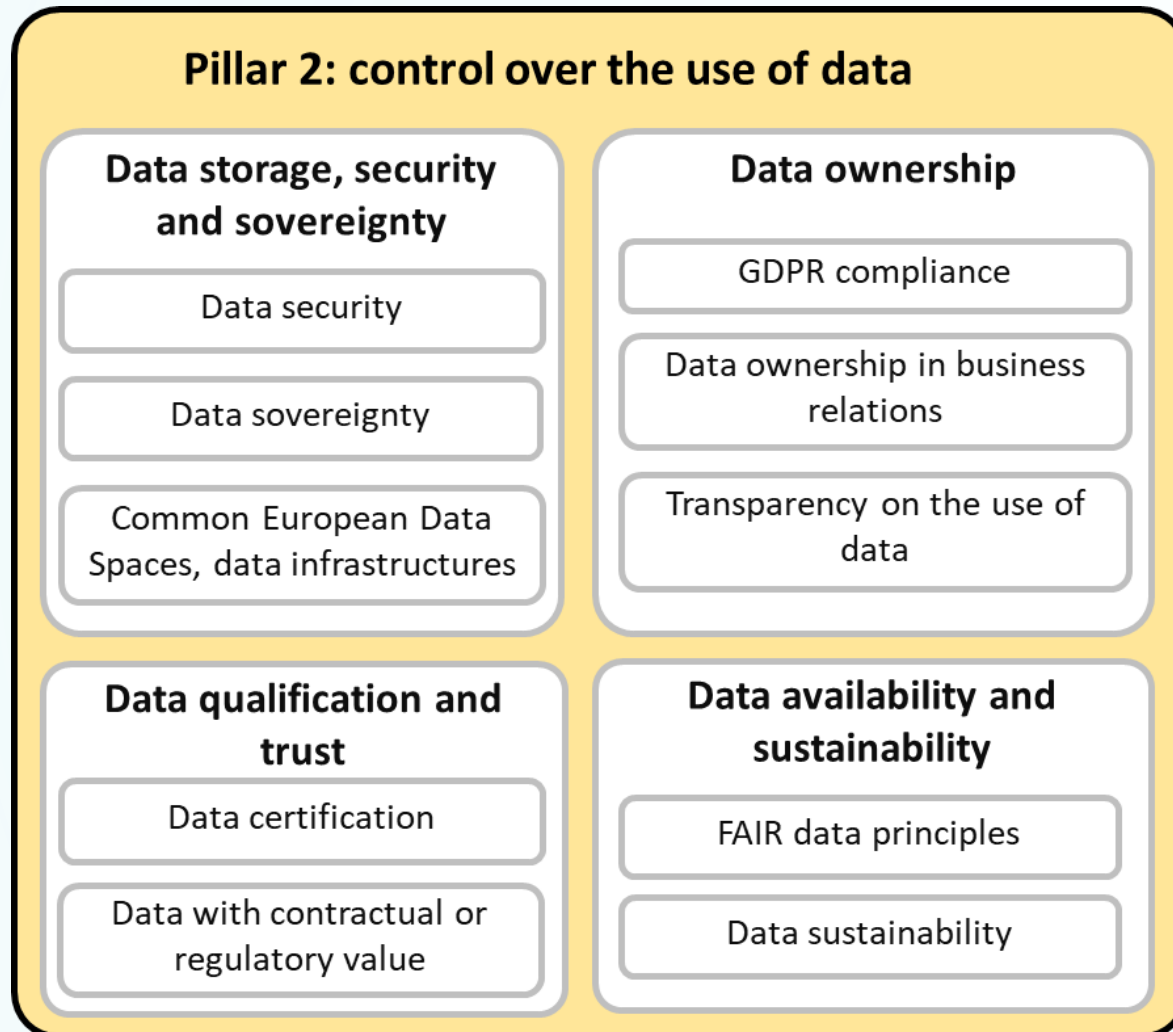 Pillar 2: control over the use of data
Data storage, security
and sovereignty
Data security
Data sovereignty
Common European Data
Spaces, data infrastructures
Data ownership
GDPR compliance
Data ownership in business
relations
Transparency on the use of
data
Data qualification and
trust
Data certification
Data with contractual or
regulatory value
Data availability and
sustainability
FAIR data principles
Data sustainability